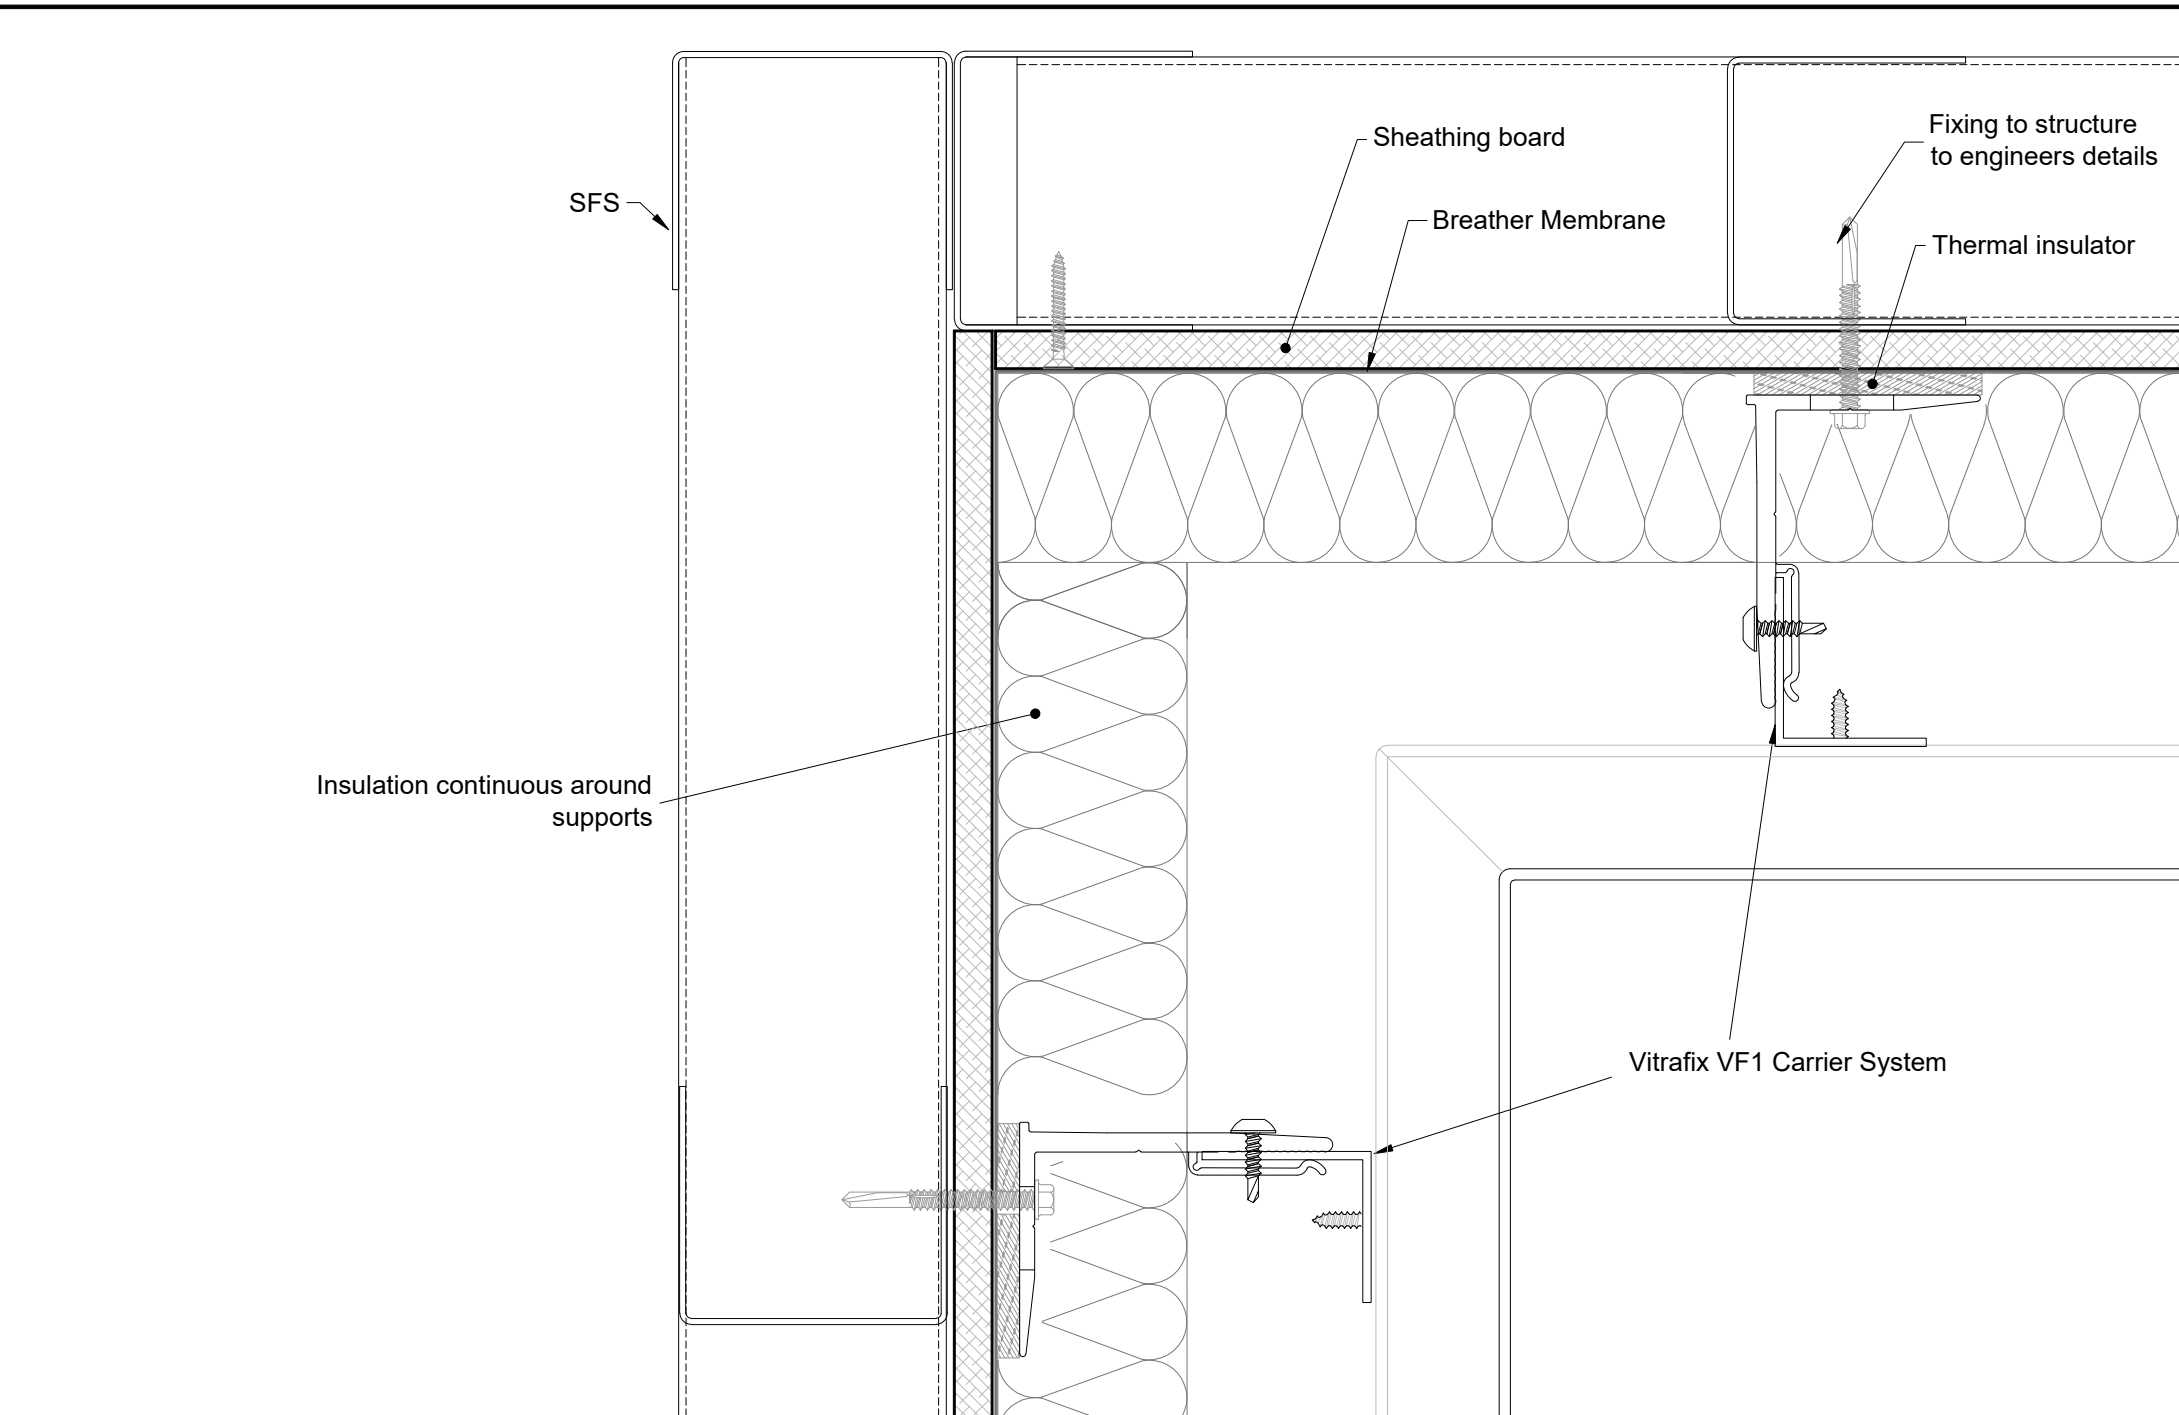 Fixing to structure
to engineers details
Sheathing board
SFS
Breather Membrane
Thermal insulator
Insulation continuous around
supports
Vitrafix VF1 Carrier System